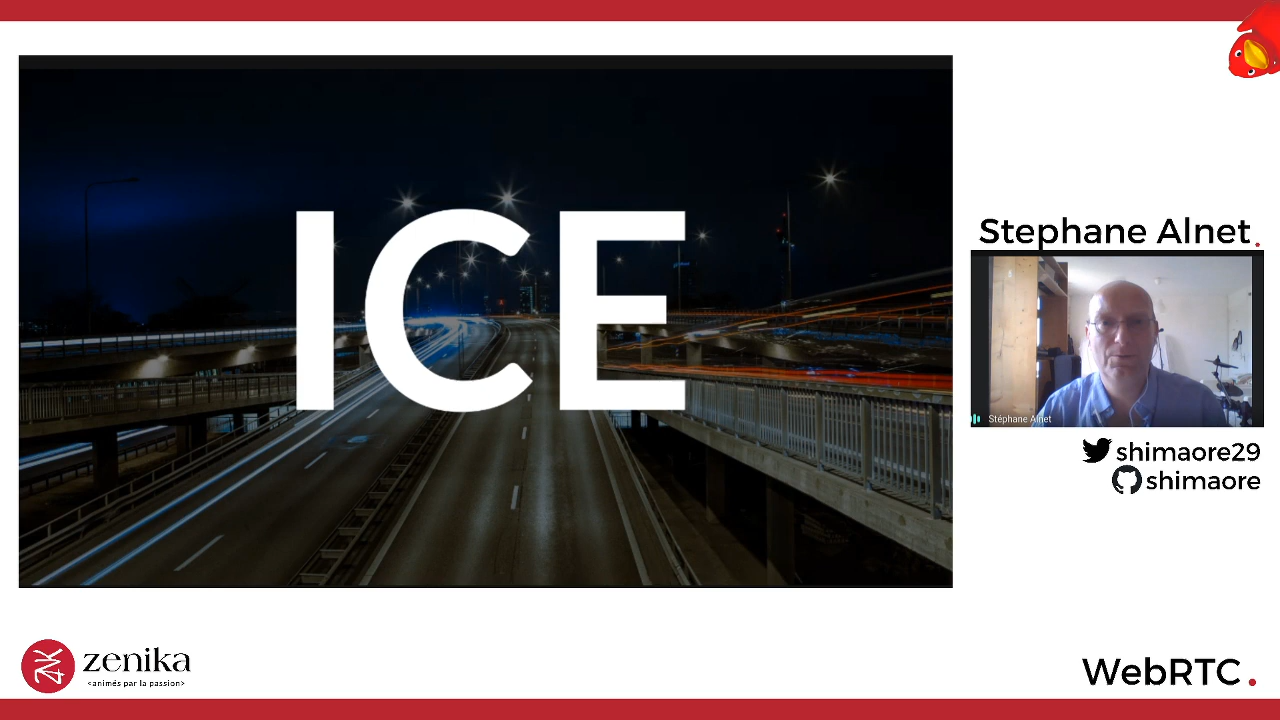 ICE
Stephane Alnet.
Stéphane Alnet
shimaore29
shimaore
zenika
<animés par la passion>
WebRTC.